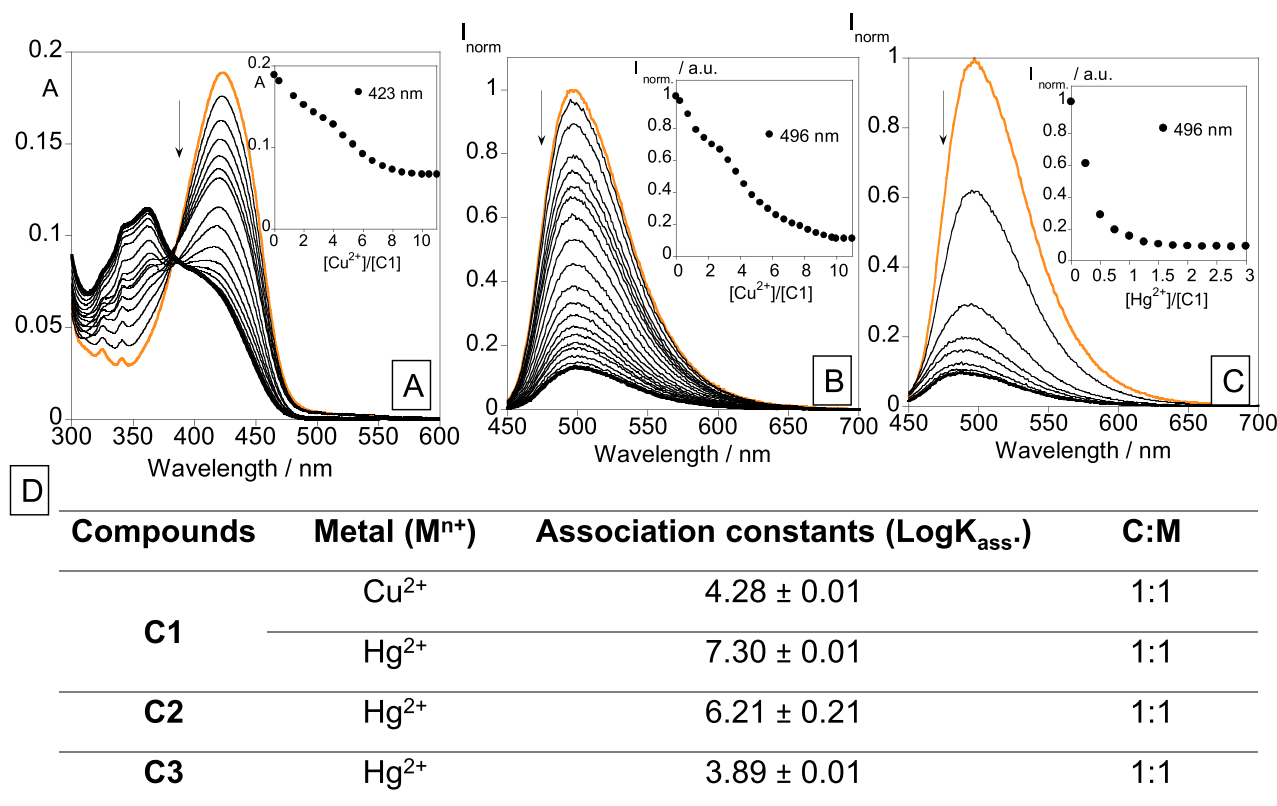 0.2
A
0.15
0.1
0.05
0
300 350 400 450 500 550 600
Wavelength / nm
A
0.2
A
0.1
0
0 2 4 6 8 10
423 nm
[Cu²⁺]/[C1]
I norm
1
0.8
0.6
0.4
0.2
0
450 500 550 600 650 700
Wavelength / nm
B
I norm. / a.u.
1
0.8
0.6
0.4
0.2
0
0 2 4 6 8 10
496 nm
[Cu²⁺]/[C1]
I norm
1
0.8
0.6
0.4
0.2
0
450 500 550 600 650 700
Wavelength / nm
C
I norm. / a.u.
1
0.8
0.6
0.4
0.2
0
0 0.5 1 1.5 2 2.5 3
496 nm
[Hg²⁺]/[C1]
D
Compounds Metal (Mⁿ⁺) Association constants (LogKass.) C:M
C1 Cu²⁺ 4.28 ± 0.01 1:1
Hg²⁺ 7.30 ± 0.01 1:1
C2 Hg²⁺ 6.21 ± 0.21 1:1
C3 Hg²⁺ 3.89 ± 0.01 1:1